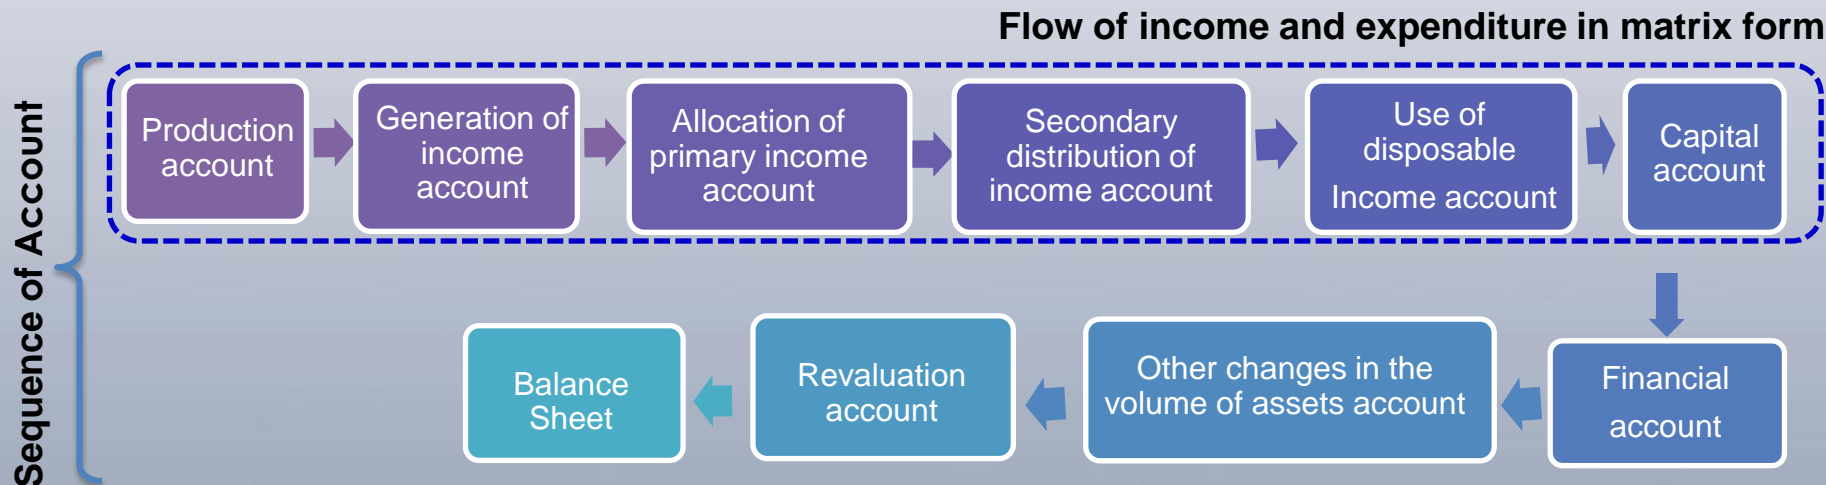 Flow of income and expenditure in matrix form
Sequence of Account
Production
account
Generation of
income
account
Allocation of
primary income
account
Secondary
distribution of
income account
Use of
disposable
Income account
Capital
account
Balance
Sheet
Revaluation
account
Other changes in the
volume of assets account
Financial
account